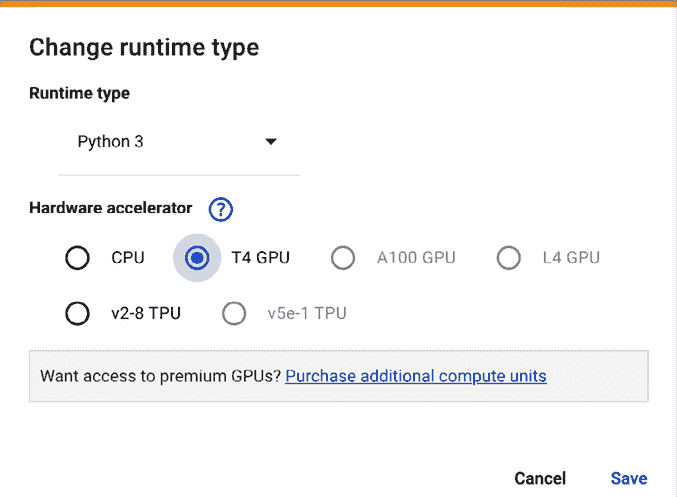 Change runtime type
Runtime type
Python 3
Hardware accelerator ?
CPU T4 GPU A100 GPU L4 GPU
v2-8 TPU v5e-1 TPU
Want access to premium GPUs? Purchase additional compute units
Cancel Save